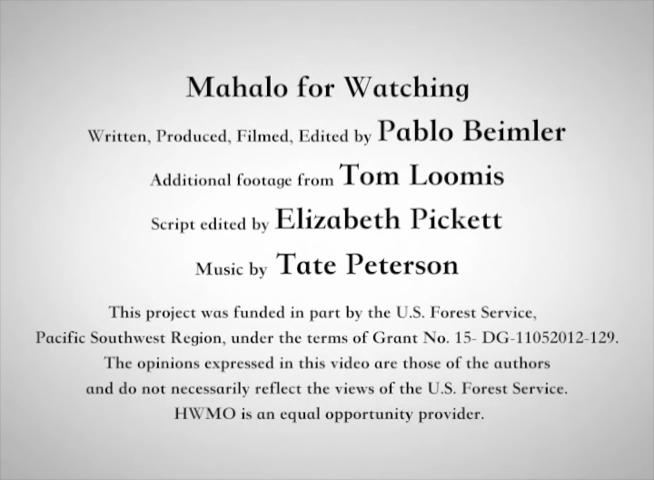 Mahalo for Watching
Written, Produced, Filmed, Edited by Pablo Beimler
Additional footage from Tom Loomis
Script edited by Elizabeth Pickett
Music by Tate Peterson
This project was funded in part by the U.S. Forest Service,
Pacific Southwest Region, under the terms of Grant No. 15- DG-11052012-129.
The opinions expressed in this video are those of the authors
and do not necessarily reflect the views of the U.S. Forest Service.
HWMO is an equal opportunity provider.